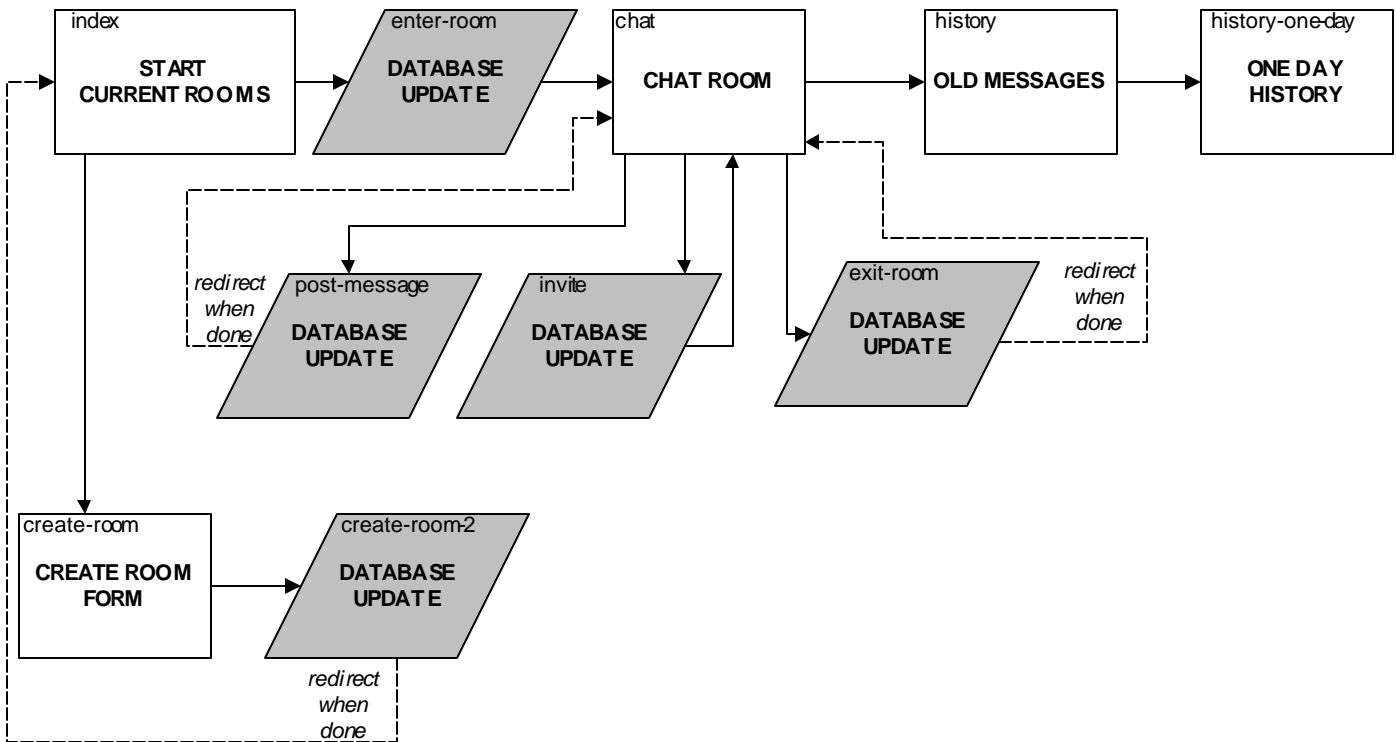 index
START
CURRENT ROOMS
enter-room
DATABASE
UPDATE
chat
CHAT ROOM
history
OLD MESSAGES
history-one-day
ONE DAY
HISTORY
redirect
when
done
post-message
DATABASE
UPDATE
invite
DATABASE
UPDATE
exit-room
DATABASE
UPDATE
redirect
when
done
create-room
CREATE ROOM
FORM
create-room-2
DATABASE
UPDATE
redirect
when
done